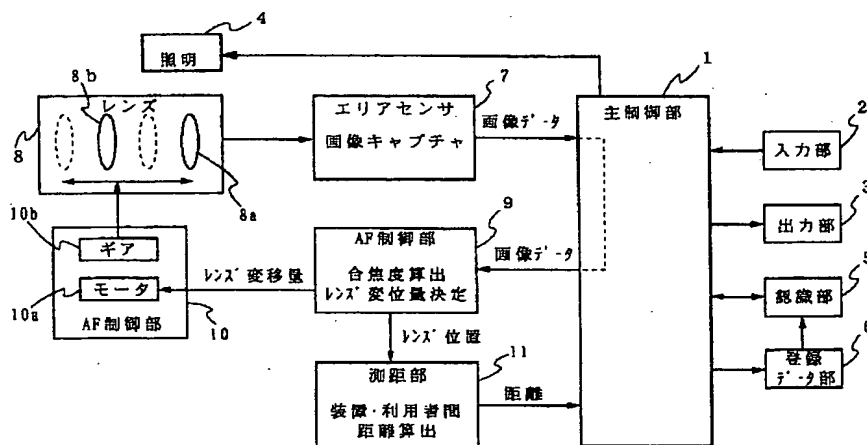 4
照明
1
主制御部
8b
レンズ
8
8a
7
エリアセンサ
画像キャプチャ
画像データ
2
入力部
3
出力部
10b
ギア
モータ
10a
AF制御部
10
レンズ変移量
9
AF制御部
合焦度算出
レンズ変位量決定
画像データ
5
認識部
6
登録
データ部
レンズ位置
11
測距部
装置・利用者間
距離算出
距離